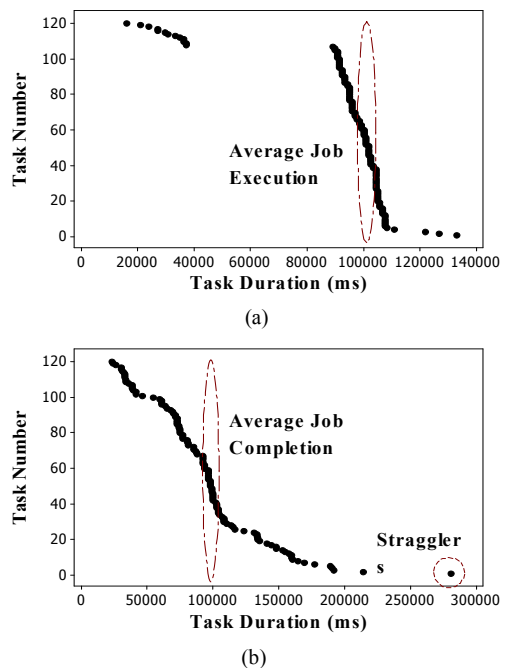 120
100
80
60
40
20
0
Task Number
Average Job
Execution
0 20000 40000 60000 80000 100000 120000 140000
Task Duration (ms)
(a)
120
100
80
60
40
20
0
Task Number
Average Job
Completion
Straggler
s
0 50000 100000 150000 200000 250000 300000
Task Duration (ms)
(b)